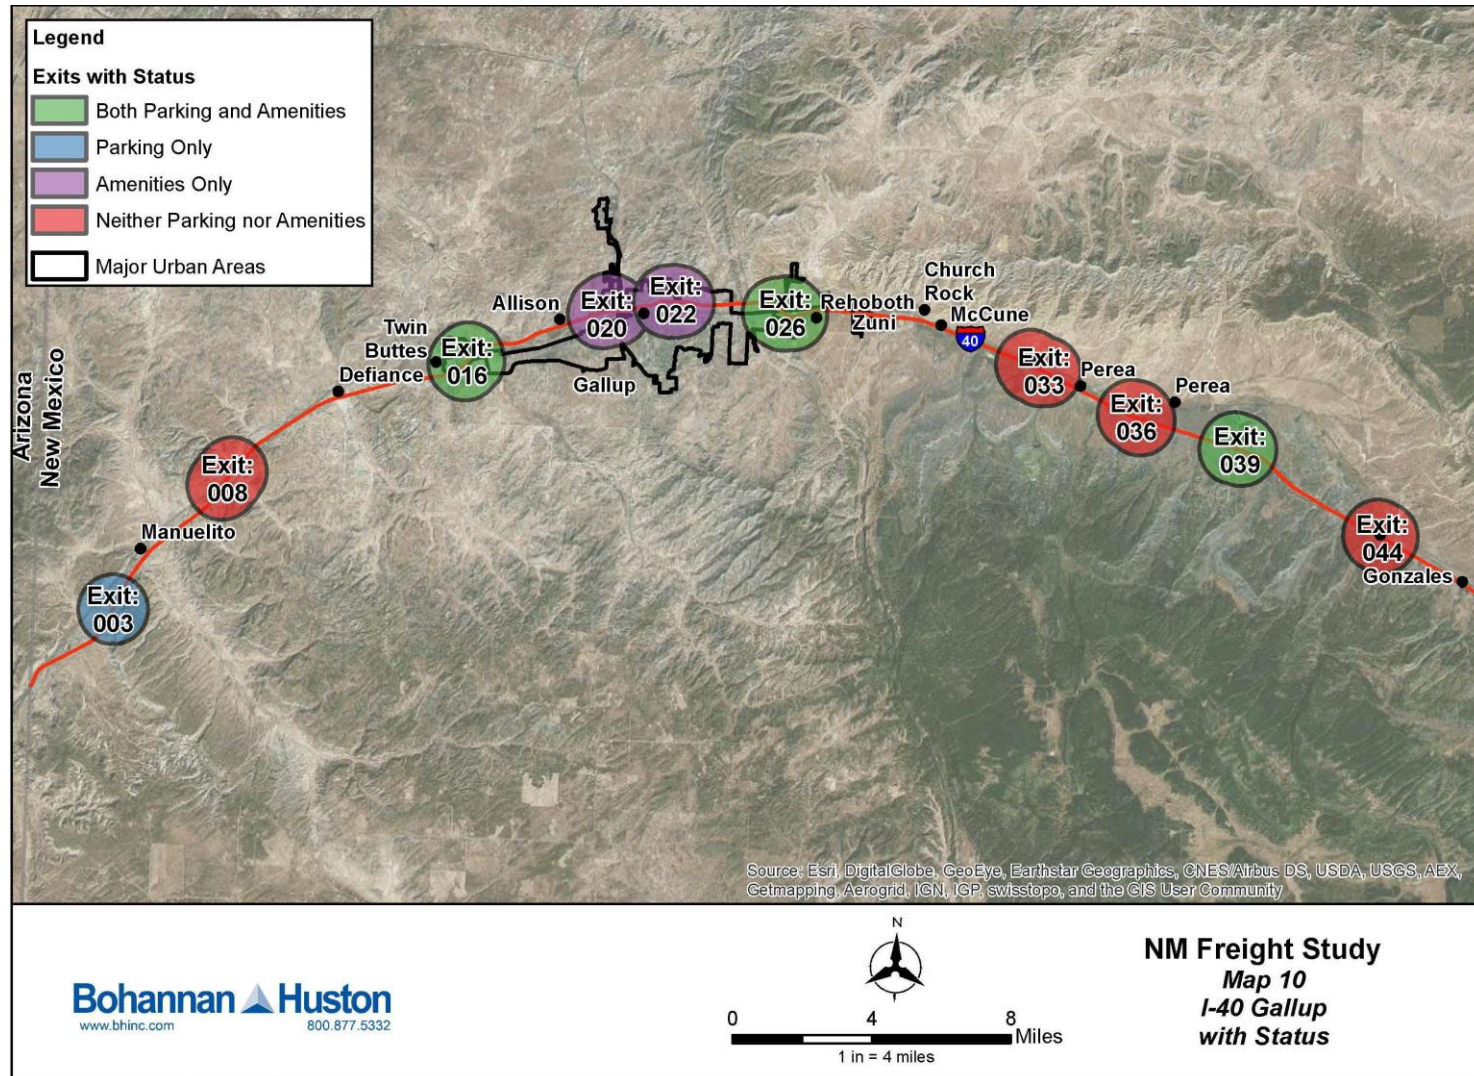 Legend
Exits with Status
Both Parking and Amenities
Parking Only
Amenities Only
Neither Parking nor Amenities
Major Urban Areas
Arizona
New Mexico
Exit:
003
Manuelito
Exit:
008
Twin
Buttes
Defiance
Exit:
016
Allison
Exit:
020
Exit:
022
Gallup
Exit:
026
Rehoboth
Zuni
Church
Rock
McCune
40
Exit:
033
Perea
Exit:
036
Perea
Exit:
039
Exit:
044
Gonzales
Source: Esri, DigitalGlobe, GeoEye, Earthstar Geographics, CNES/Airbus DS, USDA, USGS, AEX,
Getmapping, Aerogrid, IGN, IGP, swisstopo, and the GIS User Community
Bohannan Huston
www.bhinc.com 800.877.5332
N
0 4 8 Miles
1 in = 4 miles
NM Freight Study
Map 10
I-40 Gallup
with Status